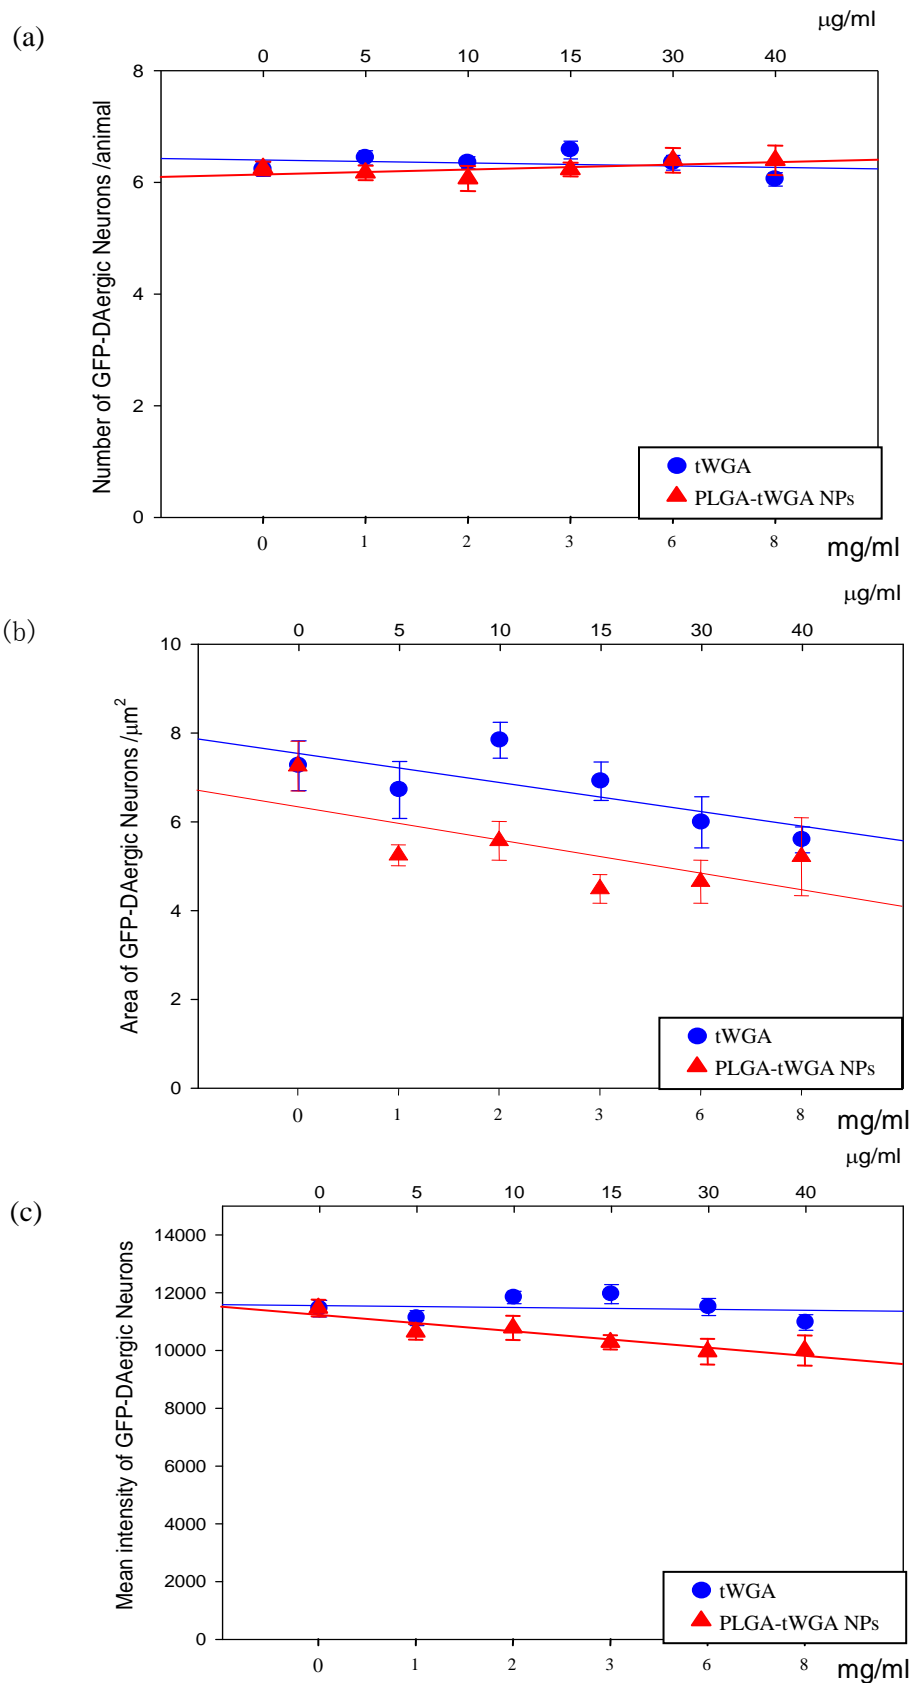 (a)
μg/ml
0 5 10 15 30 40
8
6
4
2
0
Number of GFP-DAergic Neurons /animal
tWGA
PLGA-tWGA NPs
0 1 2 3 6 8 mg/ml
(b)
μg/ml
0 5 10 15 30 40
10
8
6
4
2
0
Area of GFP-DAergic Neurons /μm²
tWGA
PLGA-tWGA NPs
0 1 2 3 6 8 mg/ml
(c)
μg/ml
0 5 10 15 30 40
14000
12000
10000
8000
6000
4000
2000
0
Mean intensity of GFP-DAergic Neurons
tWGA
PLGA-tWGA NPs
0 1 2 3 6 8 mg/ml